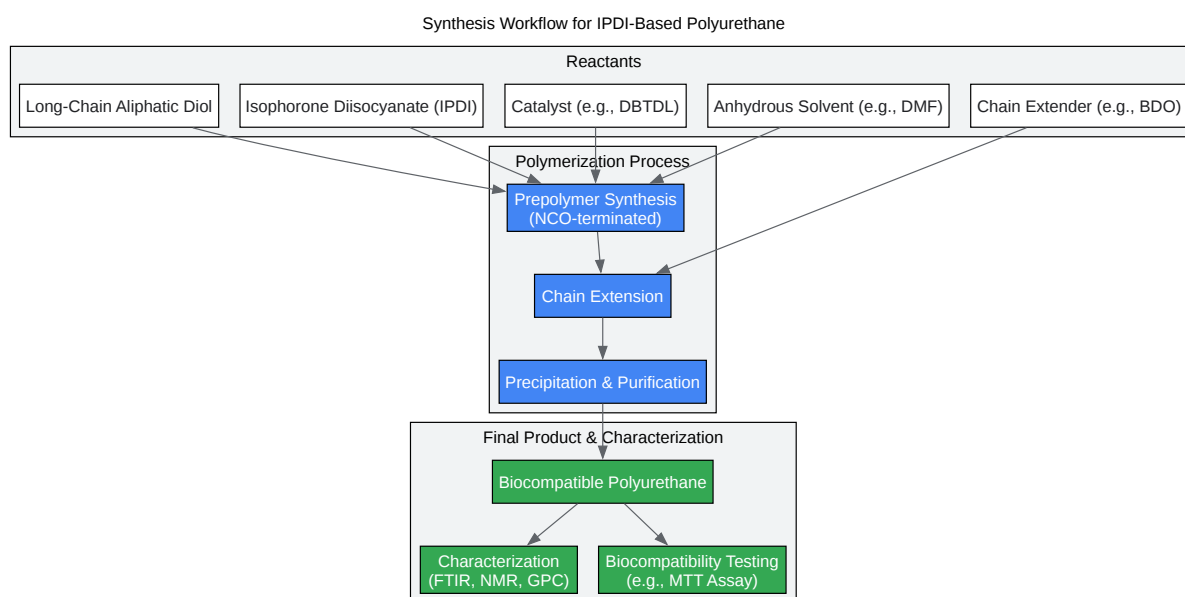 Synthesis Workflow for IPDI-Based Polyurethane
Reactants
Long-Chain Aliphatic Diol
Isophorone Diisocyanate (IPDI)
Catalyst (e.g., DBTDL)
Anhydrous Solvent (e.g., DMF)
Chain Extender (e.g., BDO)
Polymerization Process
Prepolymer Synthesis
(NCO-terminated)
Chain Extension
Precipitation & Purification
Final Product & Characterization
Biocompatible Polyurethane
Characterization
(FTIR, NMR, GPC)
Biocompatibility Testing
(e.g., MTT Assay)